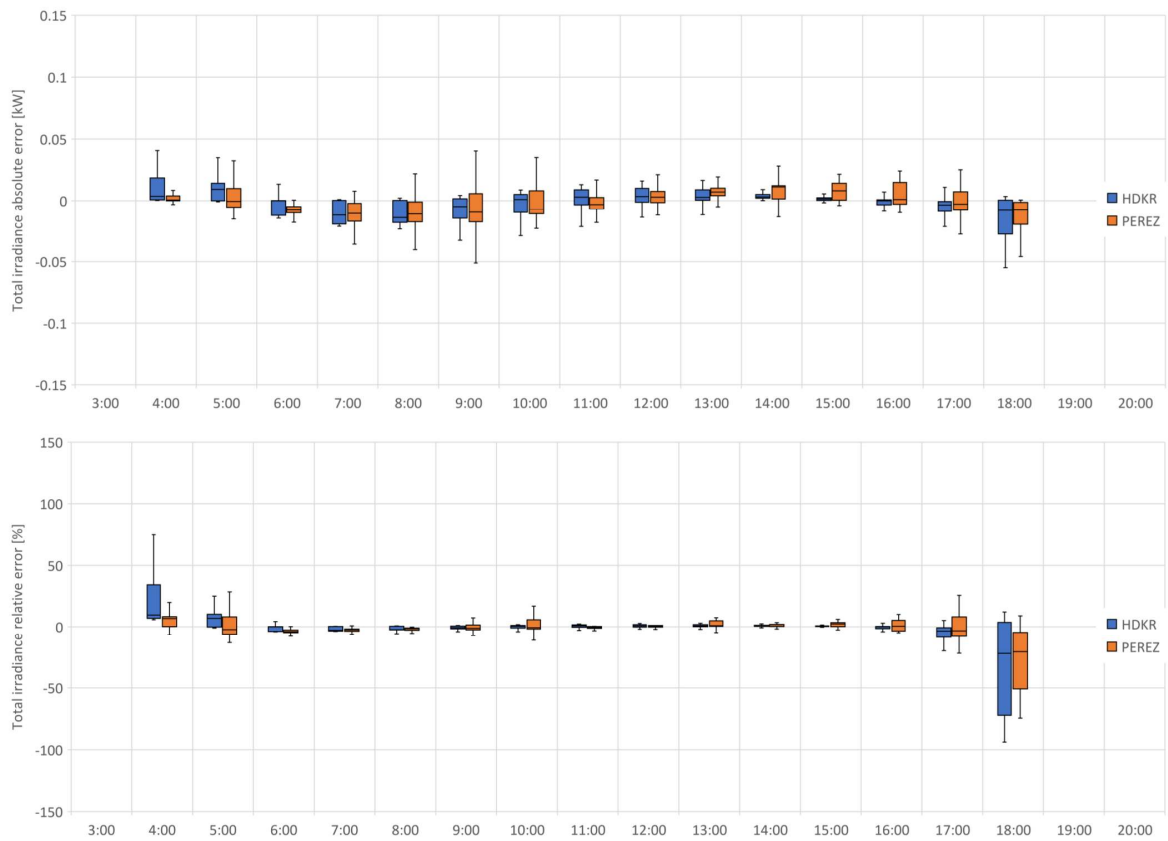 Total irradiance absolute error [kW]
0.15
0.1
0.05
0
-0.05
-0.1
-0.15
3:00 4:00 5:00 6:00 7:00 8:00 9:00 10:00 11:00 12:00 13:00 14:00 15:00 16:00 17:00 18:00 19:00 20:00
HDKR
PEREZ
Total irradiance relative error [%]
150
100
50
0
-50
-100
-150
3:00 4:00 5:00 6:00 7:00 8:00 9:00 10:00 11:00 12:00 13:00 14:00 15:00 16:00 17:00 18:00 19:00 20:00
HDKR
PEREZ